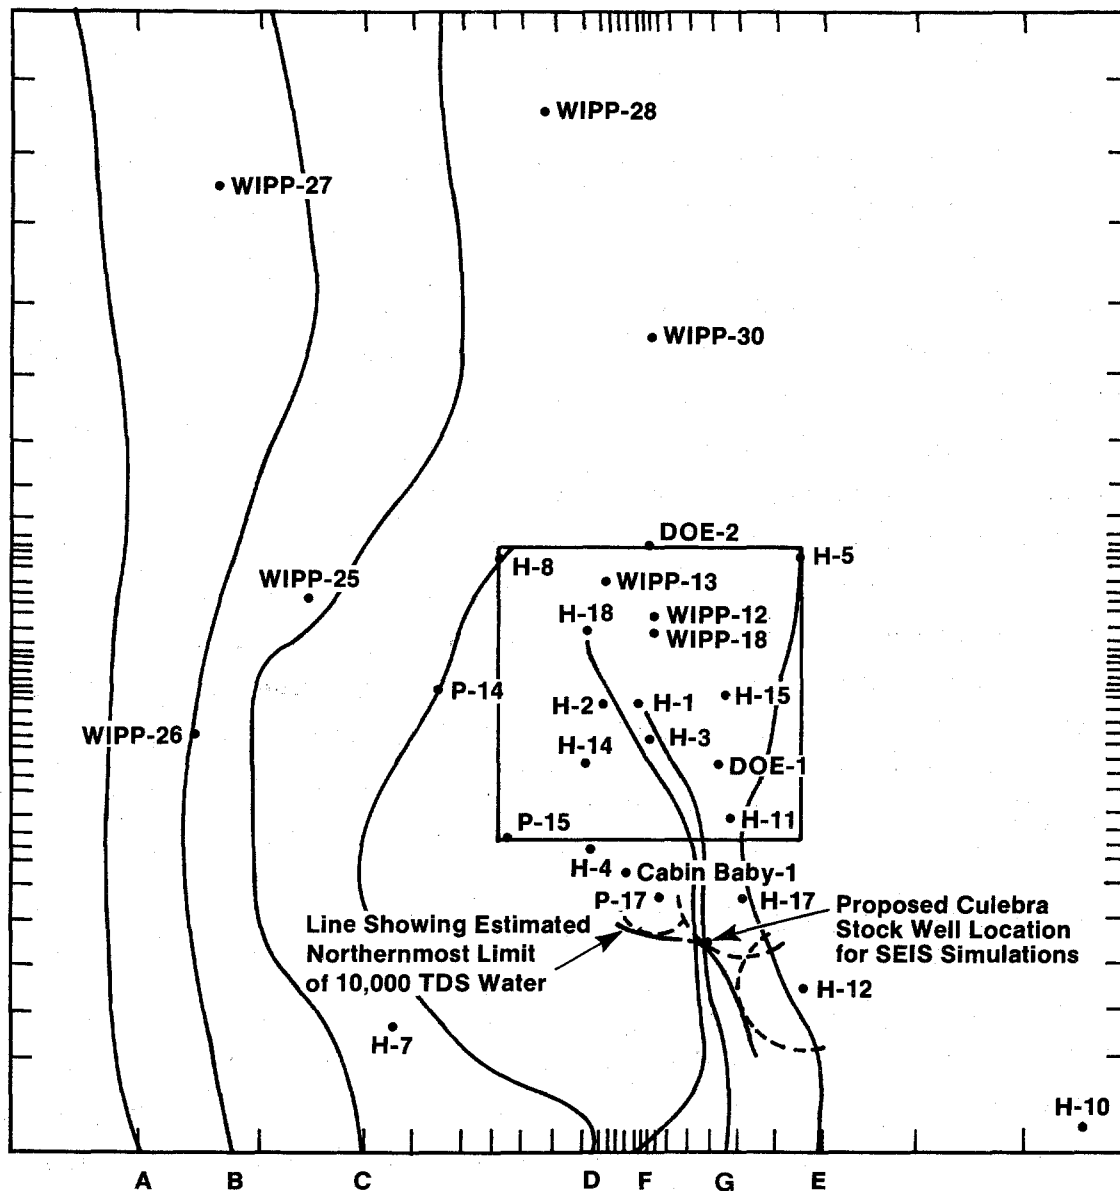 WIPP-28
WIPP-27
WIPP-30
DOE-2
H-8
H-5
WIPP-25
WIPP-13
H-18
WIPP-12
WIPP-18
P-14
H-15
H-2
H-1
WIPP-26
H-3
H-14
DOE-1
P-15
H-11
H-4
Cabin Baby-1
P-17
H-17
Line Showing Estimated
Northernmost Limit
of 10,000 TDS Water
Proposed Culebra
Stock Well Location
for SEIS Simulations
H-12
H-7
H-10
A
B
C
D
F
G
E